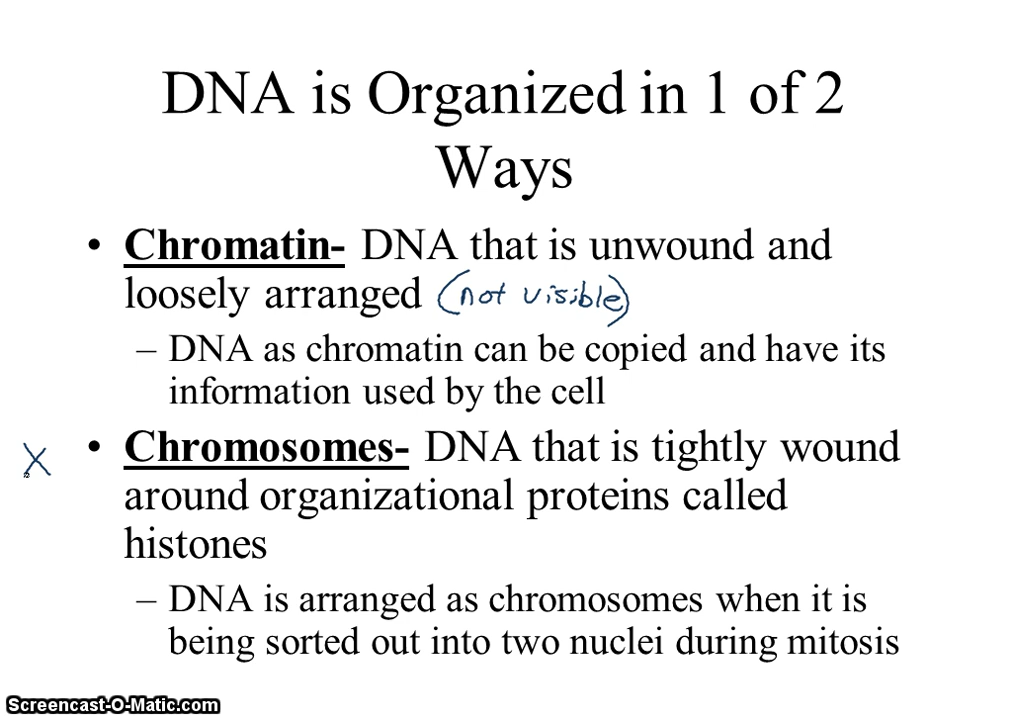 DNA is Organized in 1 of 2
Ways
• Chromatin- DNA that is unwound and
loosely arranged (not visible)
– DNA as chromatin can be copied and have its
information used by the cell
X
• Chromosomes- DNA that is tightly wound
around organizational proteins called
histones
– DNA is arranged as chromosomes when it is
being sorted out into two nuclei during mitosis
Screencast-O-Matic.com